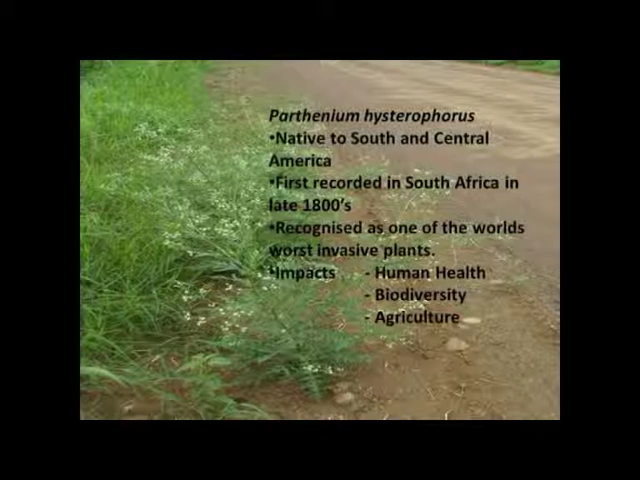 Parthenium hysterophorus
•Native to South and Central
America
•First recorded in South Africa in
late 1800's
•Recognised as one of the worlds
worst invasive plants.
•Impacts - Human Health
- Biodiversity
- Agriculture